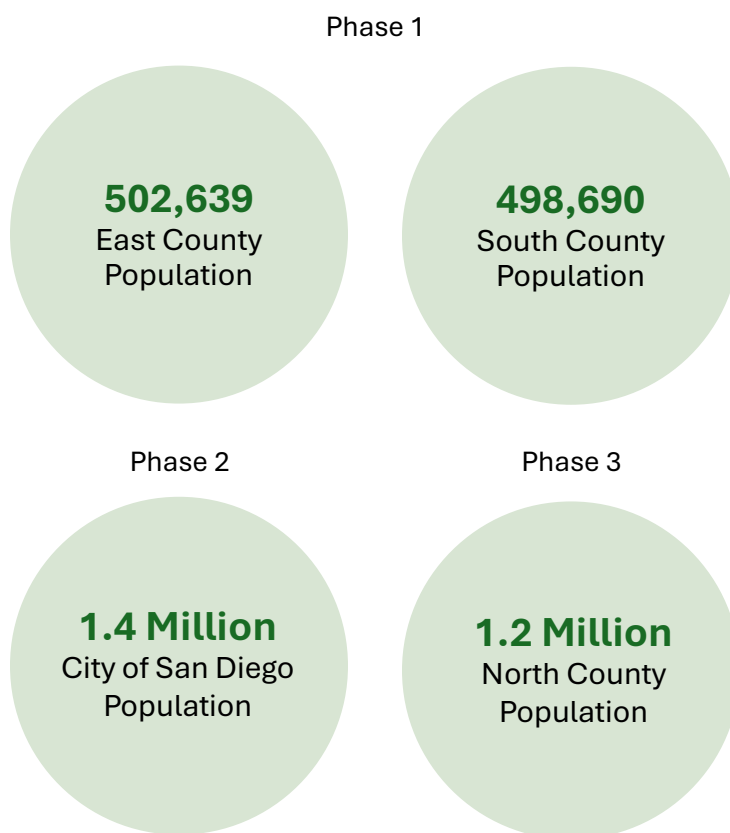 Phase 1
502,639
East County
Population
498,690
South County
Population
Phase 2
1.4 Million
City of San Diego
Population
Phase 3
1.2 Million
North County
Population